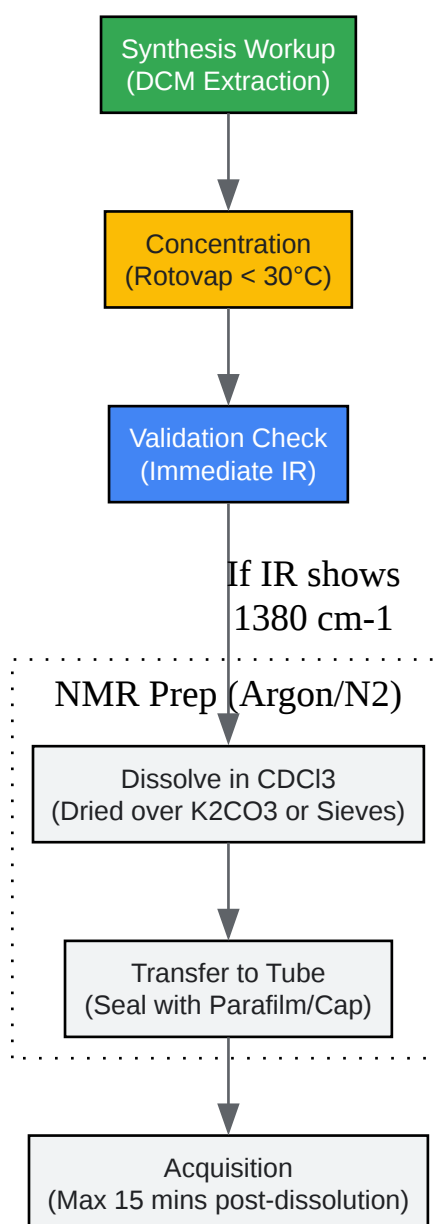 Synthesis Workup
(DCM Extraction)
Concentration
(Rotovap < 30°C)
Validation Check
(Immediate IR)
If IR shows
1380 cm-1
NMR Prep (Argon/N2)
Dissolve in CDCl3
(Dried over K2CO3 or Sieves)
Transfer to Tube
(Seal with Parafilm/Cap)
Acquisition
(Max 15 mins post-dissolution)